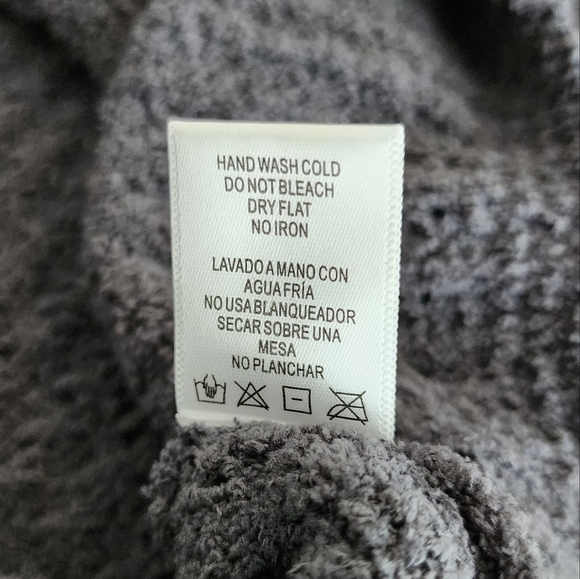 HAND WASH COLD
DO NOT BLEACH
DRY FLAT
NO IRON
LAVADO A MANO CON
AGUA FRÍA
NO USA BLANQUEADOR
SECAR SOBRE UNA
MESA
NO PLANCHAR